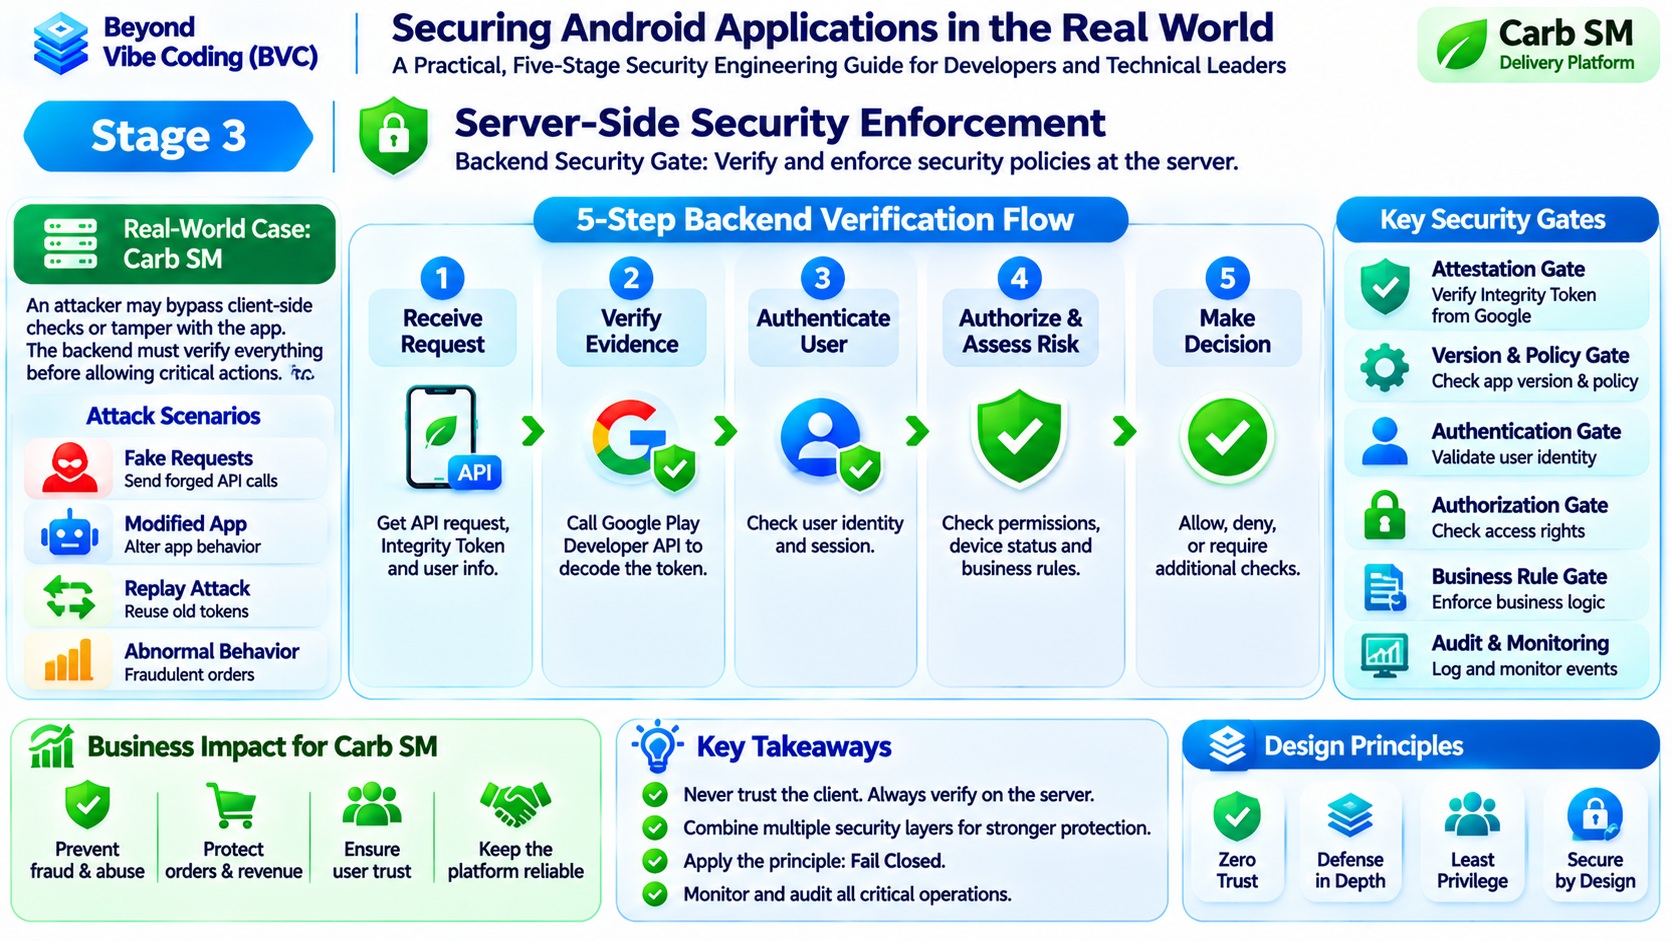 Beyond
Vibe Coding (BVC)
Securing Android Applications in the Real World
A Practical, Five-Stage Security Engineering Guide for Developers and Technical Leaders
Carb SM
Delivery Platform
Stage 3
Server-Side Security Enforcement
Backend Security Gate: Verify and enforce security policies at the server.
Real-World Case:
Carb SM
An attacker may bypass client-side
checks or tamper with the app.
The backend must verify everything
before allowing critical actions.
Attack Scenarios
Fake Requests
Send forged API calls
Modified App
Alter app behavior
Replay Attack
Reuse old tokens
Abnormal Behavior
Fraudulent orders
5-Step Backend Verification Flow
1
Receive
Request
API
Get API request,
Integrity Token
and user info.
2
Verify
Evidence
G
Call Google Play
Developer API to
decode the token.
3
Authenticate
User
Check user identity
and session.
4
Authorize &
Assess Risk
Check permissions,
device status and
business rules.
5
Make
Decision
Allow, deny,
or require
additional checks.
Key Security Gates
Attestation Gate
Verify Integrity Token
from Google
Version & Policy Gate
Check app version & policy
Authentication Gate
Validate user identity
Authorization Gate
Check access rights
Business Rule Gate
Enforce business logic
Audit & Monitoring
Log and monitor events
Business Impact for Carb SM
Prevent
fraud & abuse
Protect
orders & revenue
Ensure
user trust
Keep the
platform reliable
Key Takeaways
Never trust the client. Always verify on the server.
Combine multiple security layers for stronger protection.
Apply the principle: Fail Closed.
Monitor and audit all critical operations.
Design Principles
Zero
Trust
Defense
in Depth
Least
Privilege
Secure
by Design